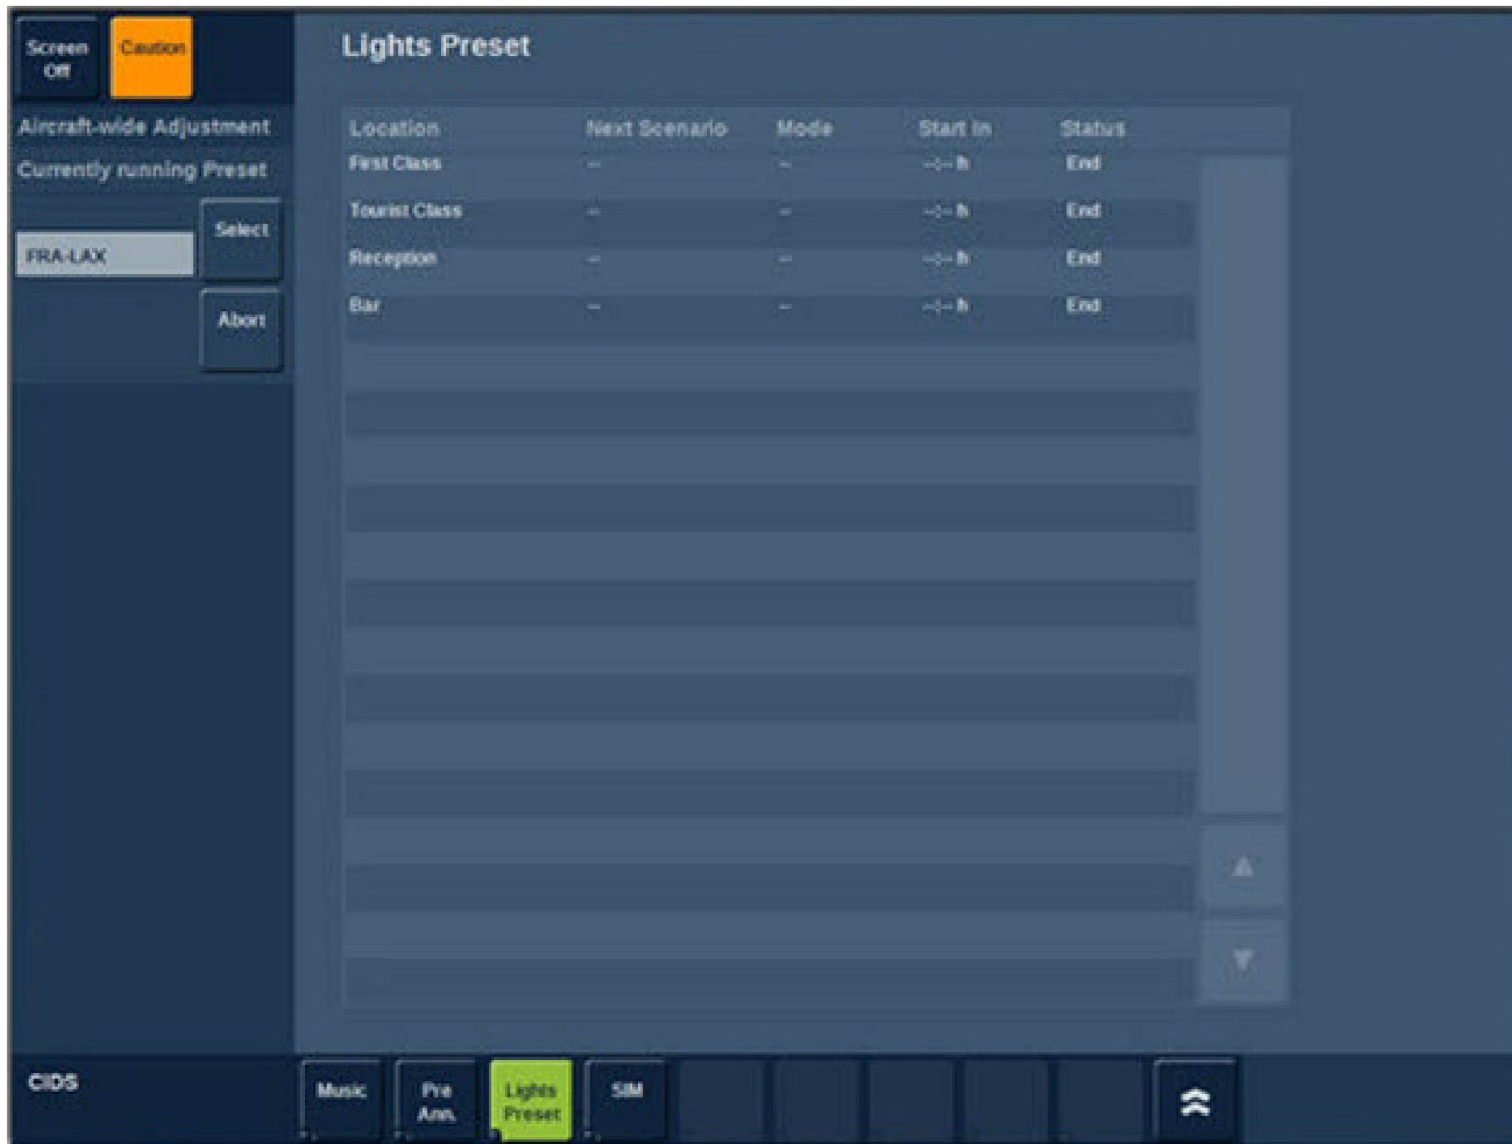 Screen
Off
Caution
Lights Preset
Aircraft-wide Adjustment
Currently running Preset
Select
FRA-LAX
Abort
Location Next Scenario Mode Start In Status
First Class -- -- --:-- h End
Tourist Class -- -- --:-- h End
Reception -- -- --:-- h End
Bar -- -- --:-- h End
CIDS
Music
Pre
Ann.
Lights
Preset
SIM